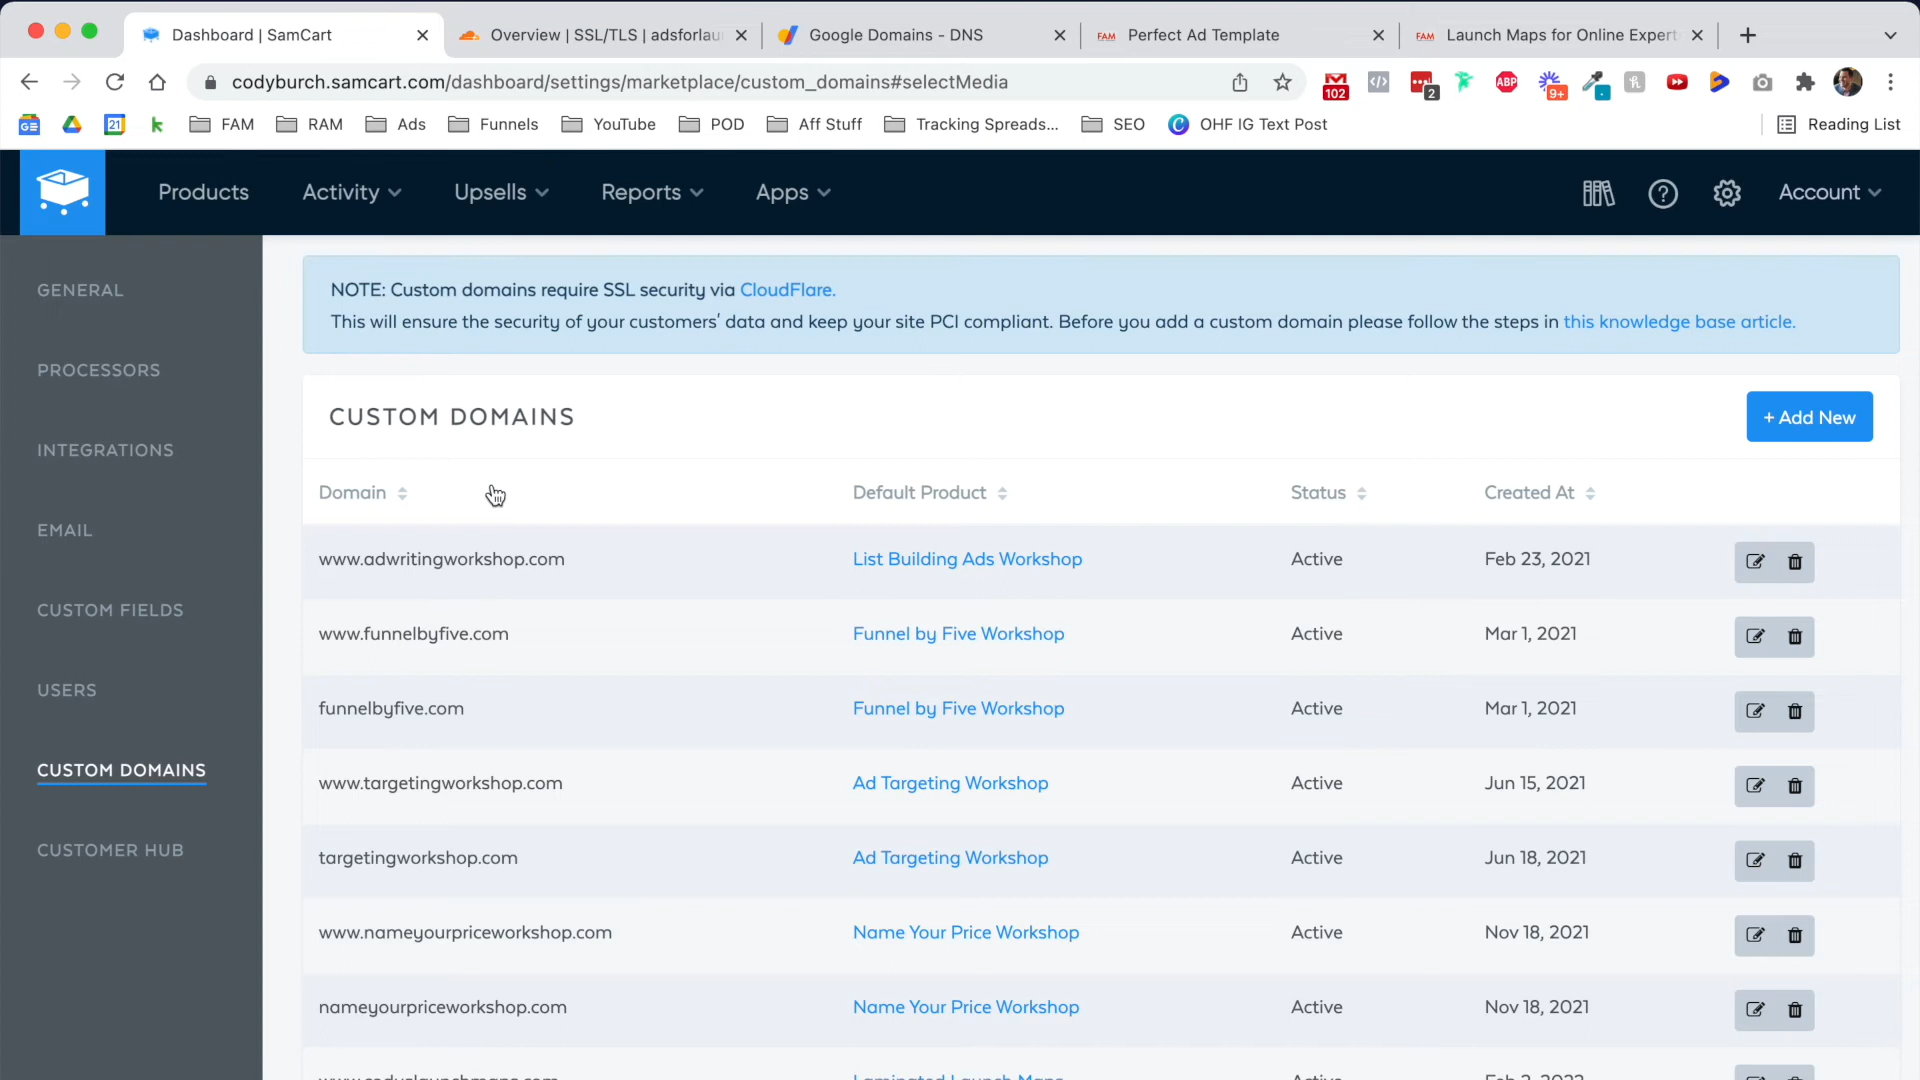 Dashboard | SamCart
Overview | SSL/TLS | adsforlau
Google Domains - DNS
FAM
Perfect Ad Template
FAM
Launch Maps for Online Expert
codyburch.samcart.com/dashboard/settings/marketplace/custom_domains#selectMedia
102
2
ABP
9+
21
FAM
RAM
Ads
Funnels
YouTube
POD
Aff Stuff
Tracking Spreads...
SEO
OHF IG Text Post
Reading List
Products
Activity
Upsells
Reports
Apps
Account
GENERAL
PROCESSORS
INTEGRATIONS
EMAIL
CUSTOM FIELDS
USERS
CUSTOM DOMAINS
CUSTOMER HUB
NOTE: Custom domains require SSL security via CloudFlare.
This will ensure the security of your customers' data and keep your site PCI compliant. Before you add a custom domain please follow the steps in this knowledge base article.
CUSTOM DOMAINS
+ Add New
Domain Default Product Status Created At
www.adwritingworkshop.com List Building Ads Workshop Active Feb 23, 2021
www.funnelbyfive.com Funnel by Five Workshop Active Mar 1, 2021
funnelbyfive.com Funnel by Five Workshop Active Mar 1, 2021
www.targetingworkshop.com Ad Targeting Workshop Active Jun 15, 2021
targetingworkshop.com Ad Targeting Workshop Active Jun 18, 2021
www.nameyourpriceworkshop.com Name Your Price Workshop Active Nov 18, 2021
nameyourpriceworkshop.com Name Your Price Workshop Active Nov 18, 2021